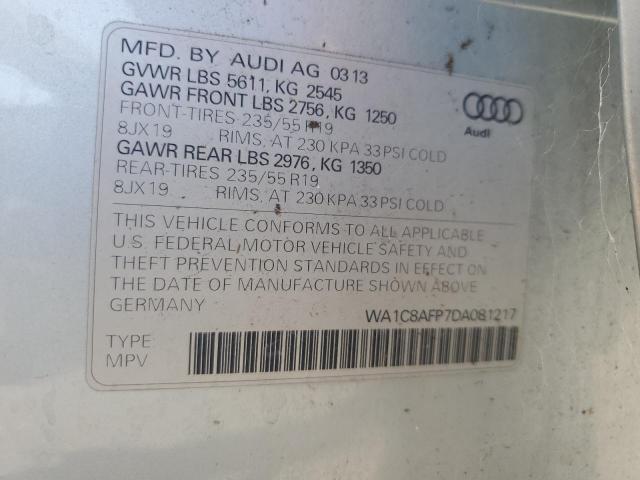 MFD. BY AUDI AG 0313
GVWR LBS 5611, KG 2545
GAWR FRONT LBS 2756, KG 1250
FRONT-TIRES 235/55 R19
8JX19 RIMS, AT 230 KPA 33 PSI COLD
GAWR REAR LBS 2976, KG 1350
REAR-TIRES 235/55 R19
8JX19 RIMS, AT 230 KPA 33 PSI COLD
Audi
THIS VEHICLE CONFORMS TO ALL APPLICABLE
U.S. FEDERAL MOTOR VEHICLE SAFETY AND
THEFT PREVENTION STANDARDS IN EFFECT ON
THE DATE OF MANUFACTURE SHOWN ABOVE
GERMANY
WA1C8AFP7DA081217
TYPE
MPV